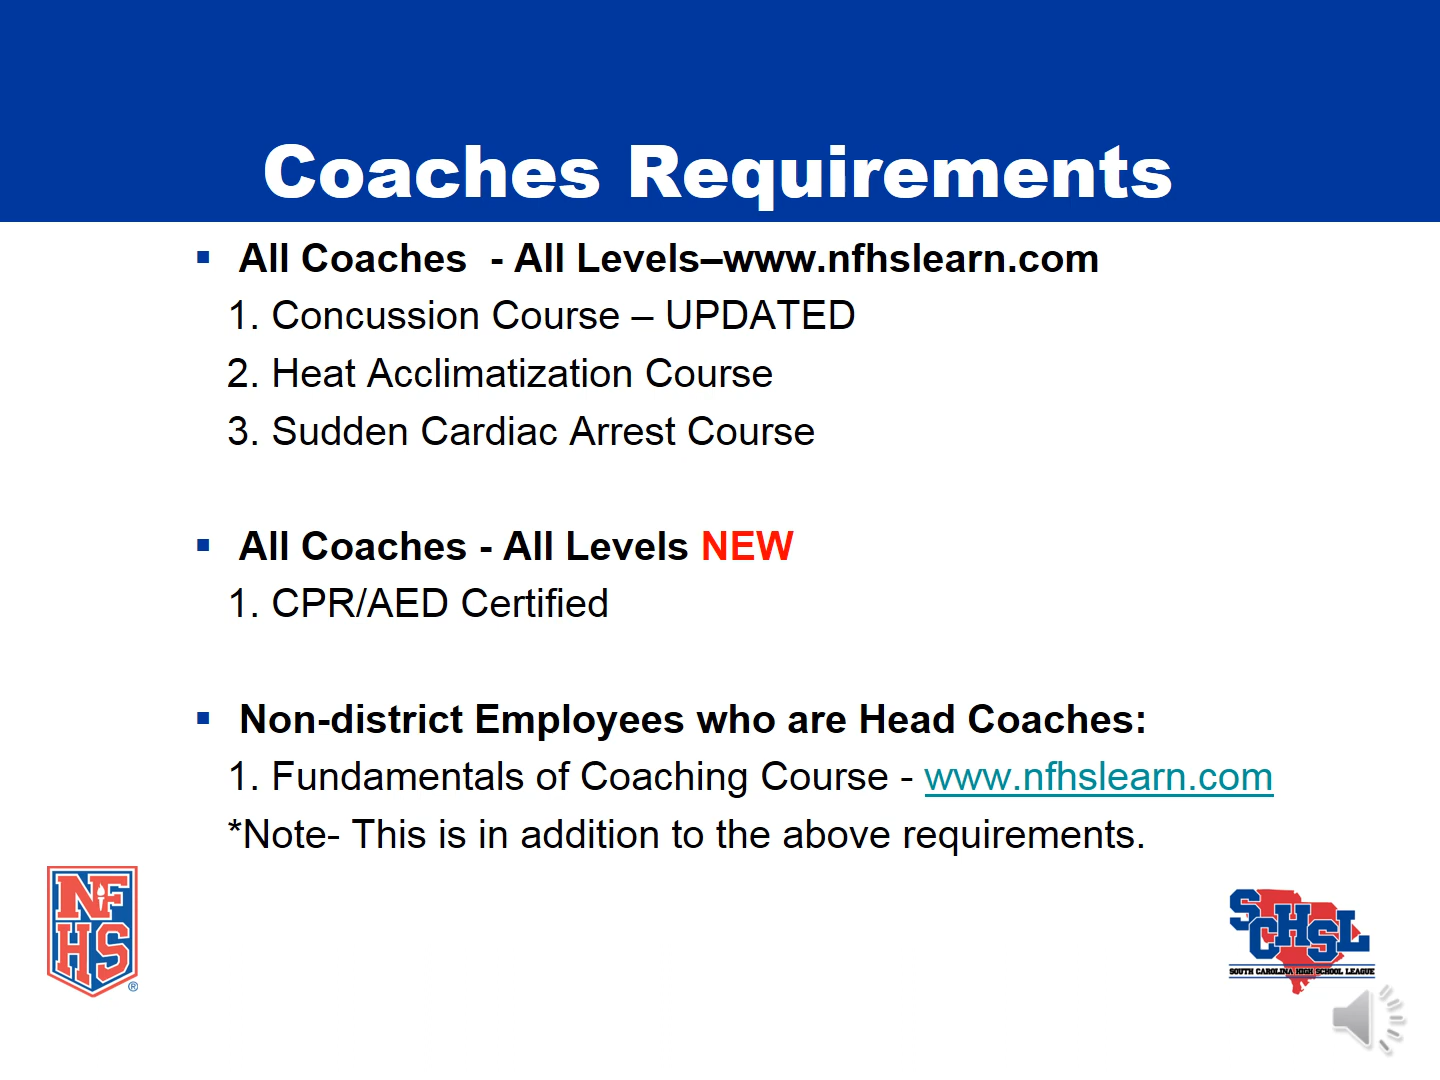 Coaches Requirements
▪ All Coaches  - All Levels–www.nfhslearn.com
1. Concussion Course – UPDATED
2. Heat Acclimatization Course
3. Sudden Cardiac Arrest Course
▪ All Coaches - All Levels NEW
1. CPR/AED Certified
▪ Non-district Employees who are Head Coaches:
1. Fundamentals of Coaching Course - www.nfhslearn.com
*Note- This is in addition to the above requirements.
NF
HS
®
SCHSL
SOUTH CAROLINA HIGH SCHOOL LEAGUE